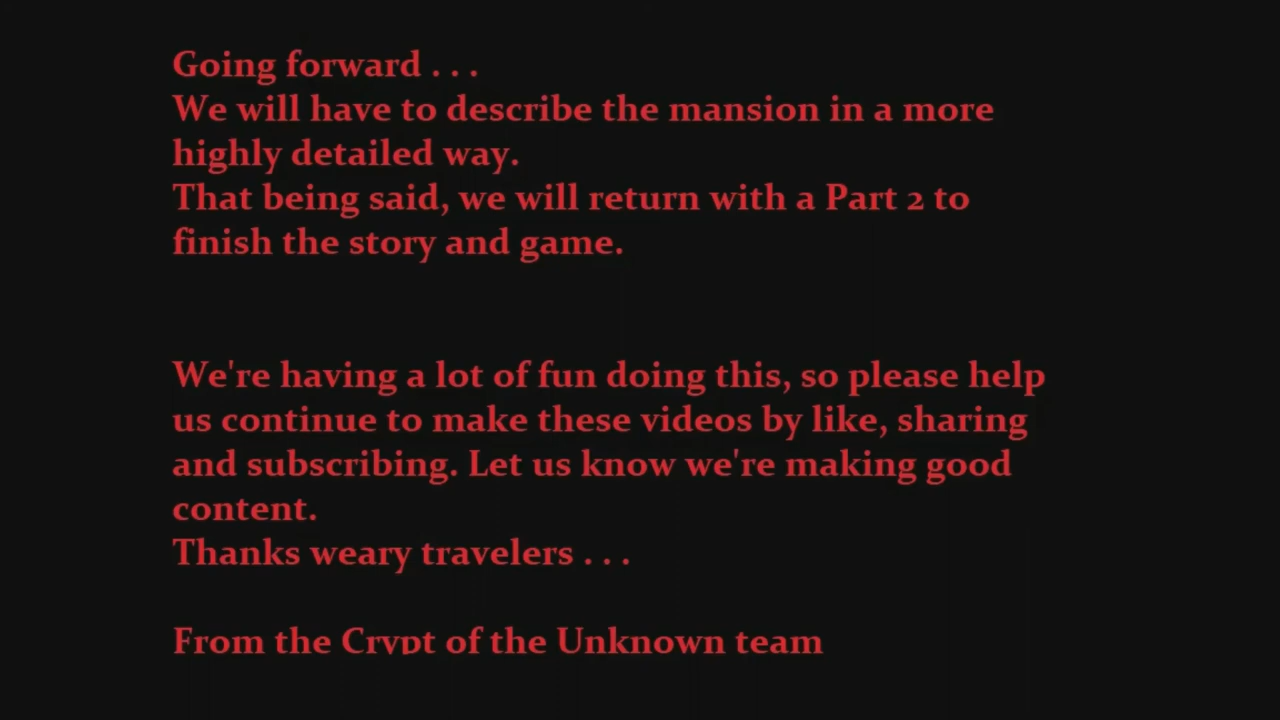 Going forward . . .
We will have to describe the mansion in a more
highly detailed way.
That being said, we will return with a Part 2 to
finish the story and game.
We're having a lot of fun doing this, so please help
us continue to make these videos by like, sharing
and subscribing. Let us know we're making good
content.
Thanks weary travelers . . .
From the Crypt of the Unknown team